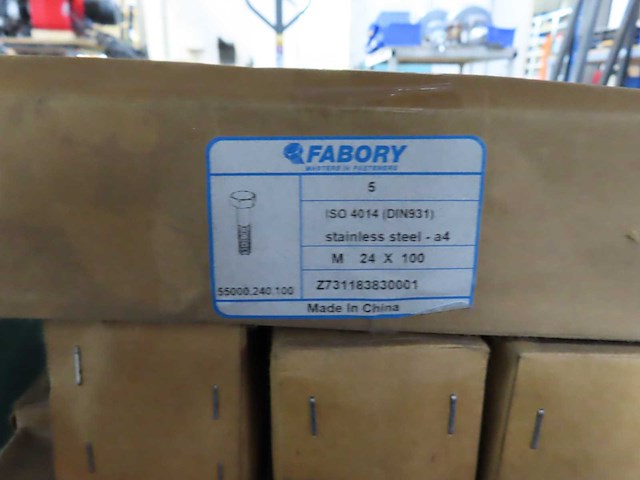 FABORY
MASTERS IN FASTENERS
5
ISO 4014 (DIN931)
stainless steel - a4
M 24 X 100
55000.240.100
Z731183830001
Made In China